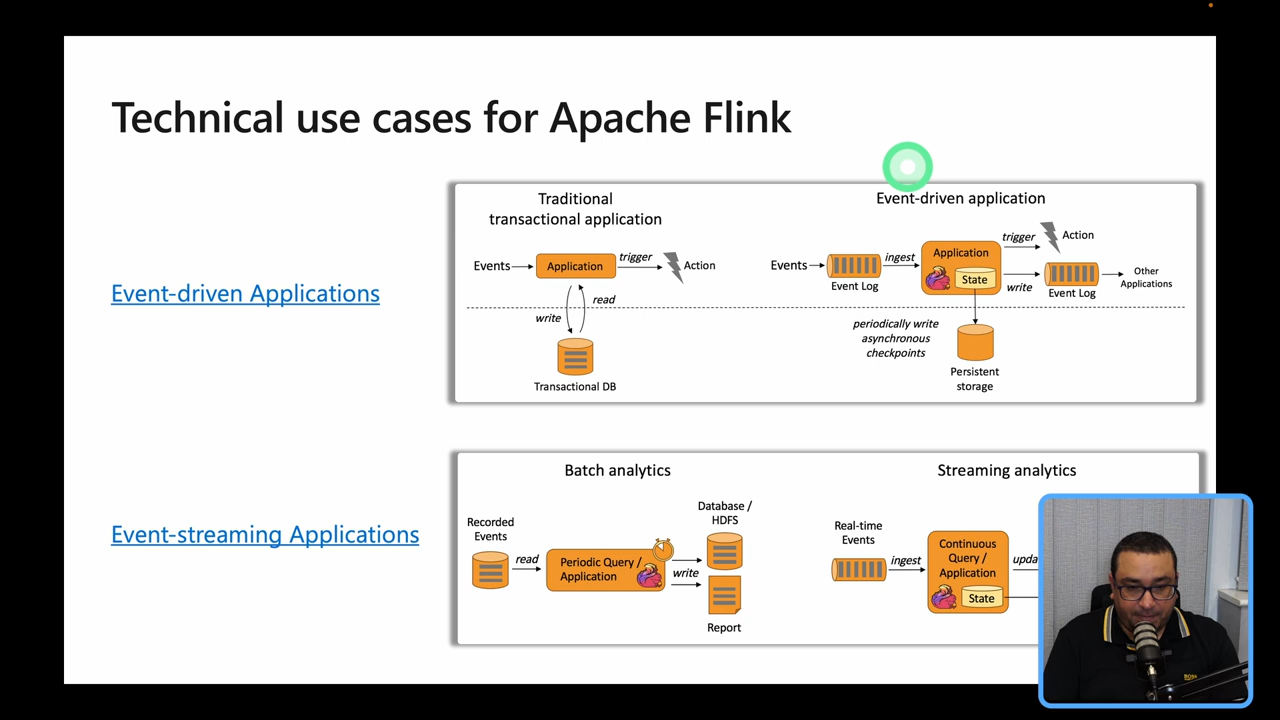 Technical use cases for Apache Flink
Event-driven Applications
Traditional
transactional application
Events
Application
trigger
Action
write
read
Transactional DB
Event-driven application
Events
Event Log
ingest
Application
State
trigger
Action
write
Event Log
Other
Applications
periodically write
asynchronous
checkpoints
Persistent
storage
Event-streaming Applications
Batch analytics
Recorded
Events
read
Periodic Query /
Application
write
Database /
HDFS
Report
Streaming analytics
Real-time
Events
ingest
Continuous
Query /
Application
State
upda
BOSS